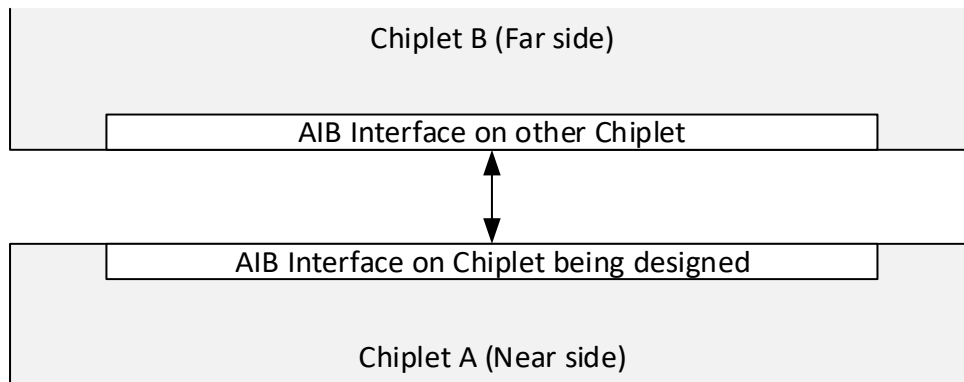 Chiplet B (Far side)
AIB Interface on other Chiplet
AIB Interface on Chiplet being designed
Chiplet A (Near side)